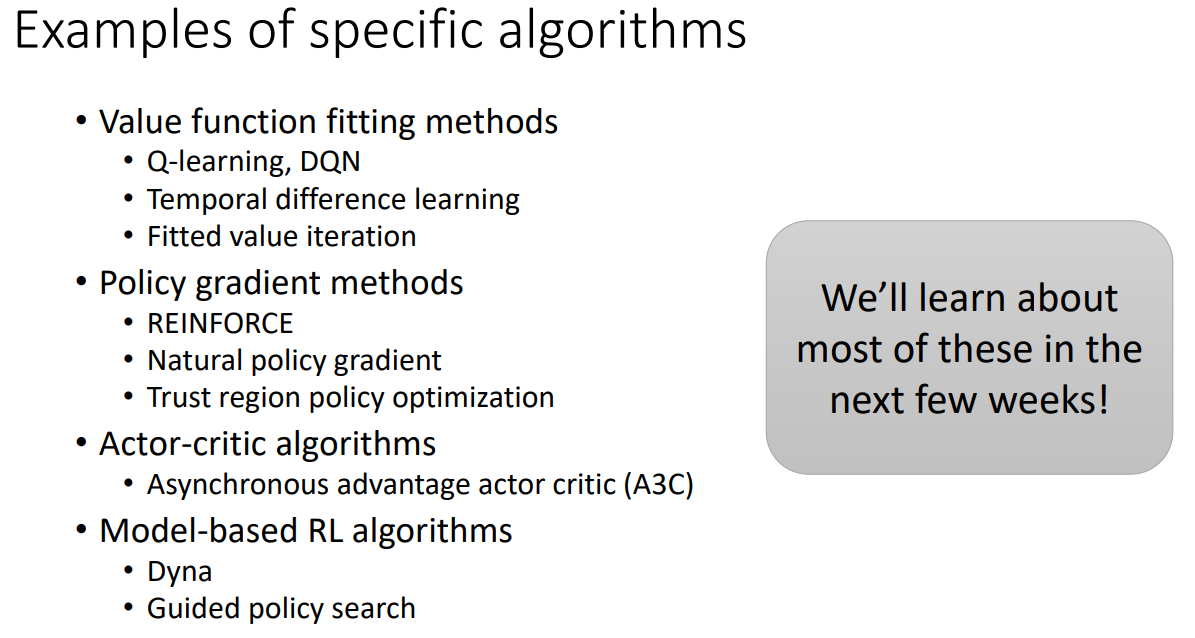 Examples of specific algorithms
• Value function fitting methods
• Q-learning, DQN
• Temporal difference learning
• Fitted value iteration
• Policy gradient methods
• REINFORCE
• Natural policy gradient
• Trust region policy optimization
• Actor-critic algorithms
• Asynchronous advantage actor critic (A3C)
• Model-based RL algorithms
• Dyna
• Guided policy search
We’ll learn about
most of these in the
next few weeks!